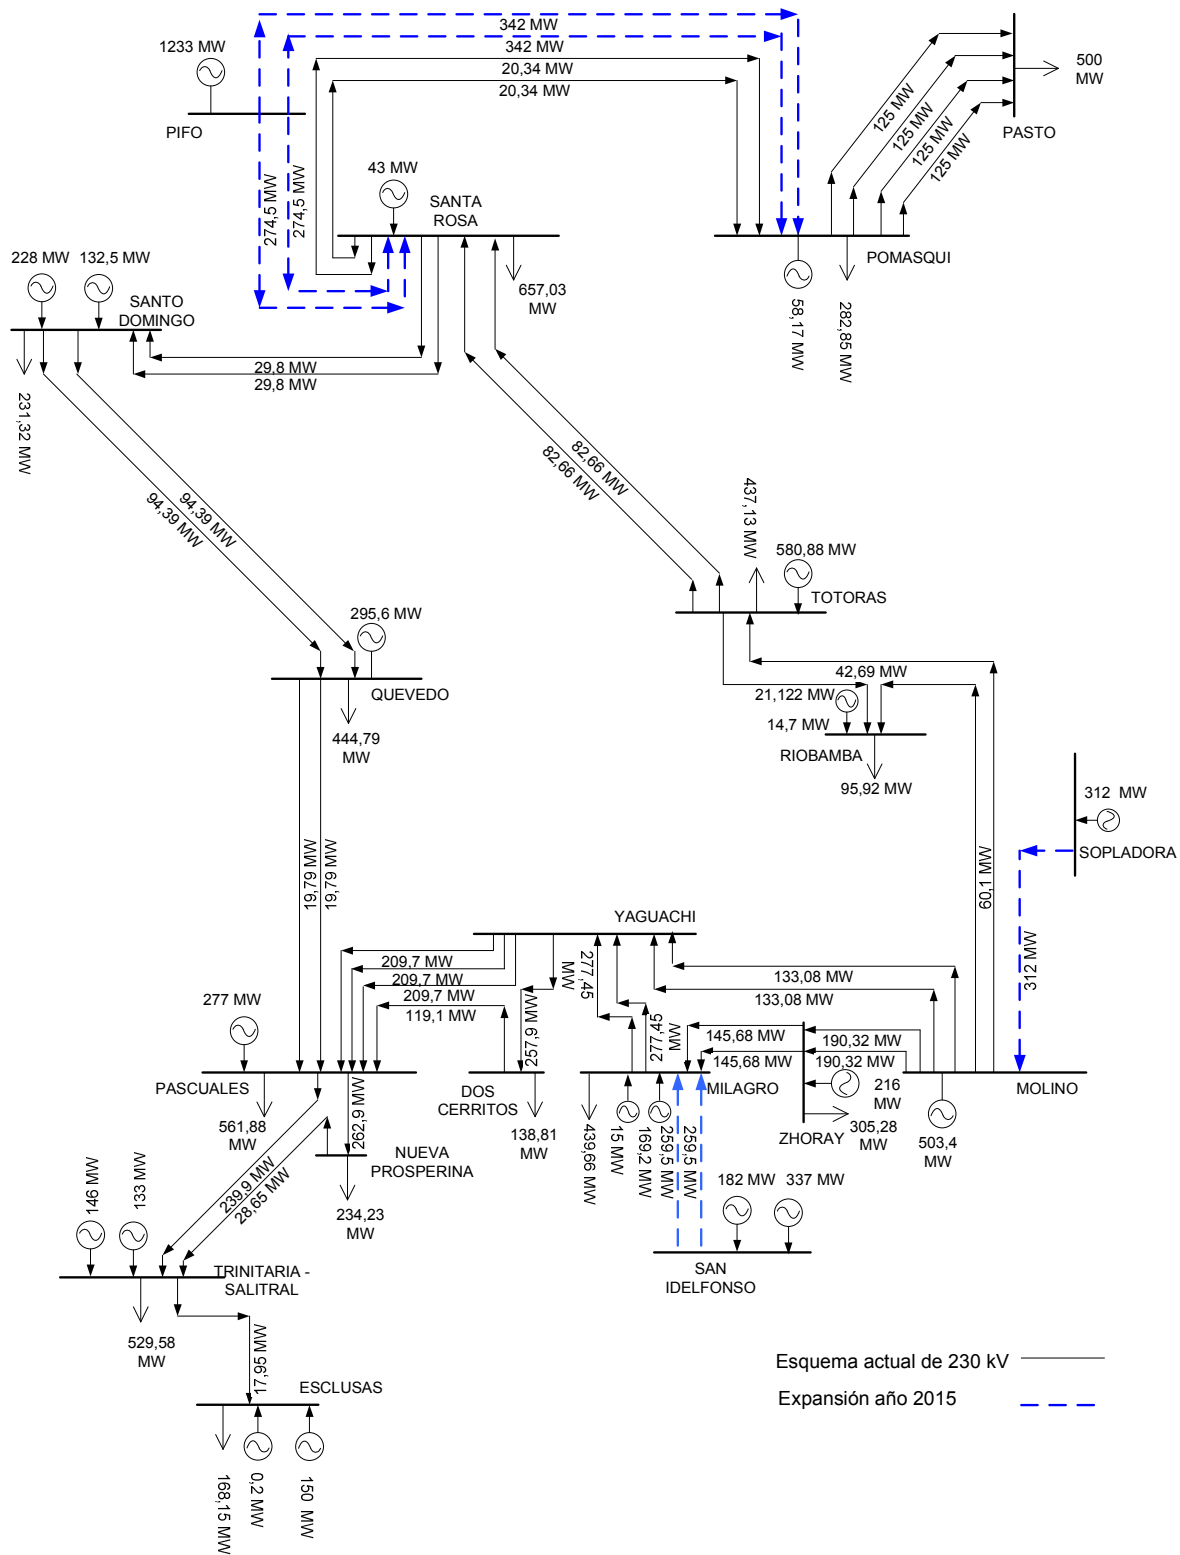 342 MW
342 MW
20,34 MW
20,34 MW
1233 MW
PIFO
274,5 MW
274,5 MW
43 MW
SANTA
ROSA
657,03
MW
125 MW
125 MW
125 MW
125 MW
500
MW
PASTO
POMASQUI
58,17 MW
282,85 MW
228 MW
132,5 MW
SANTO
DOMINGO
231,32 MW
29,8 MW
29,8 MW
94,39 MW
94,39 MW
82,66 MW
82,66 MW
437,13 MW
580,88 MW
TOTORAS
295,6 MW
QUEVEDO
444,79
MW
42,69 MW
21,122 MW
14,7 MW
RIOBAMBA
95,92 MW
312 MW
SOPLADORA
312 MW
60,1 MW
19,79 MW
19,79 MW
YAGUACHI
209,7 MW
209,7 MW
209,7 MW
119,1 MW
257,9 MW
277,45
MW
277,45
MW
133,08 MW
133,08 MW
145,68 MW
145,68 MW
190,32 MW
190,32 MW
277 MW
PASCUALES
561,88
MW
262,9 MW
DOS
CERRITOS
138,81
MW
MILAGRO
439,66 MW
15 MW
169,2 MW
259,5 MW
259,5 MW
216
MW
ZHORAY
305,28
MW
503,4
MW
MOLINO
NUEVA
PROSPERINA
234,23
MW
239,9 MW
28,65 MW
146 MW
133 MW
TRINITARIA -
SALITRAL
529,58
MW
182 MW
337 MW
SAN
IDELFONSO
17,95 MW
ESCLUSAS
168,15 MW
0,2 MW
150 MW
Esquema actual de 230 kV
Expansión año 2015